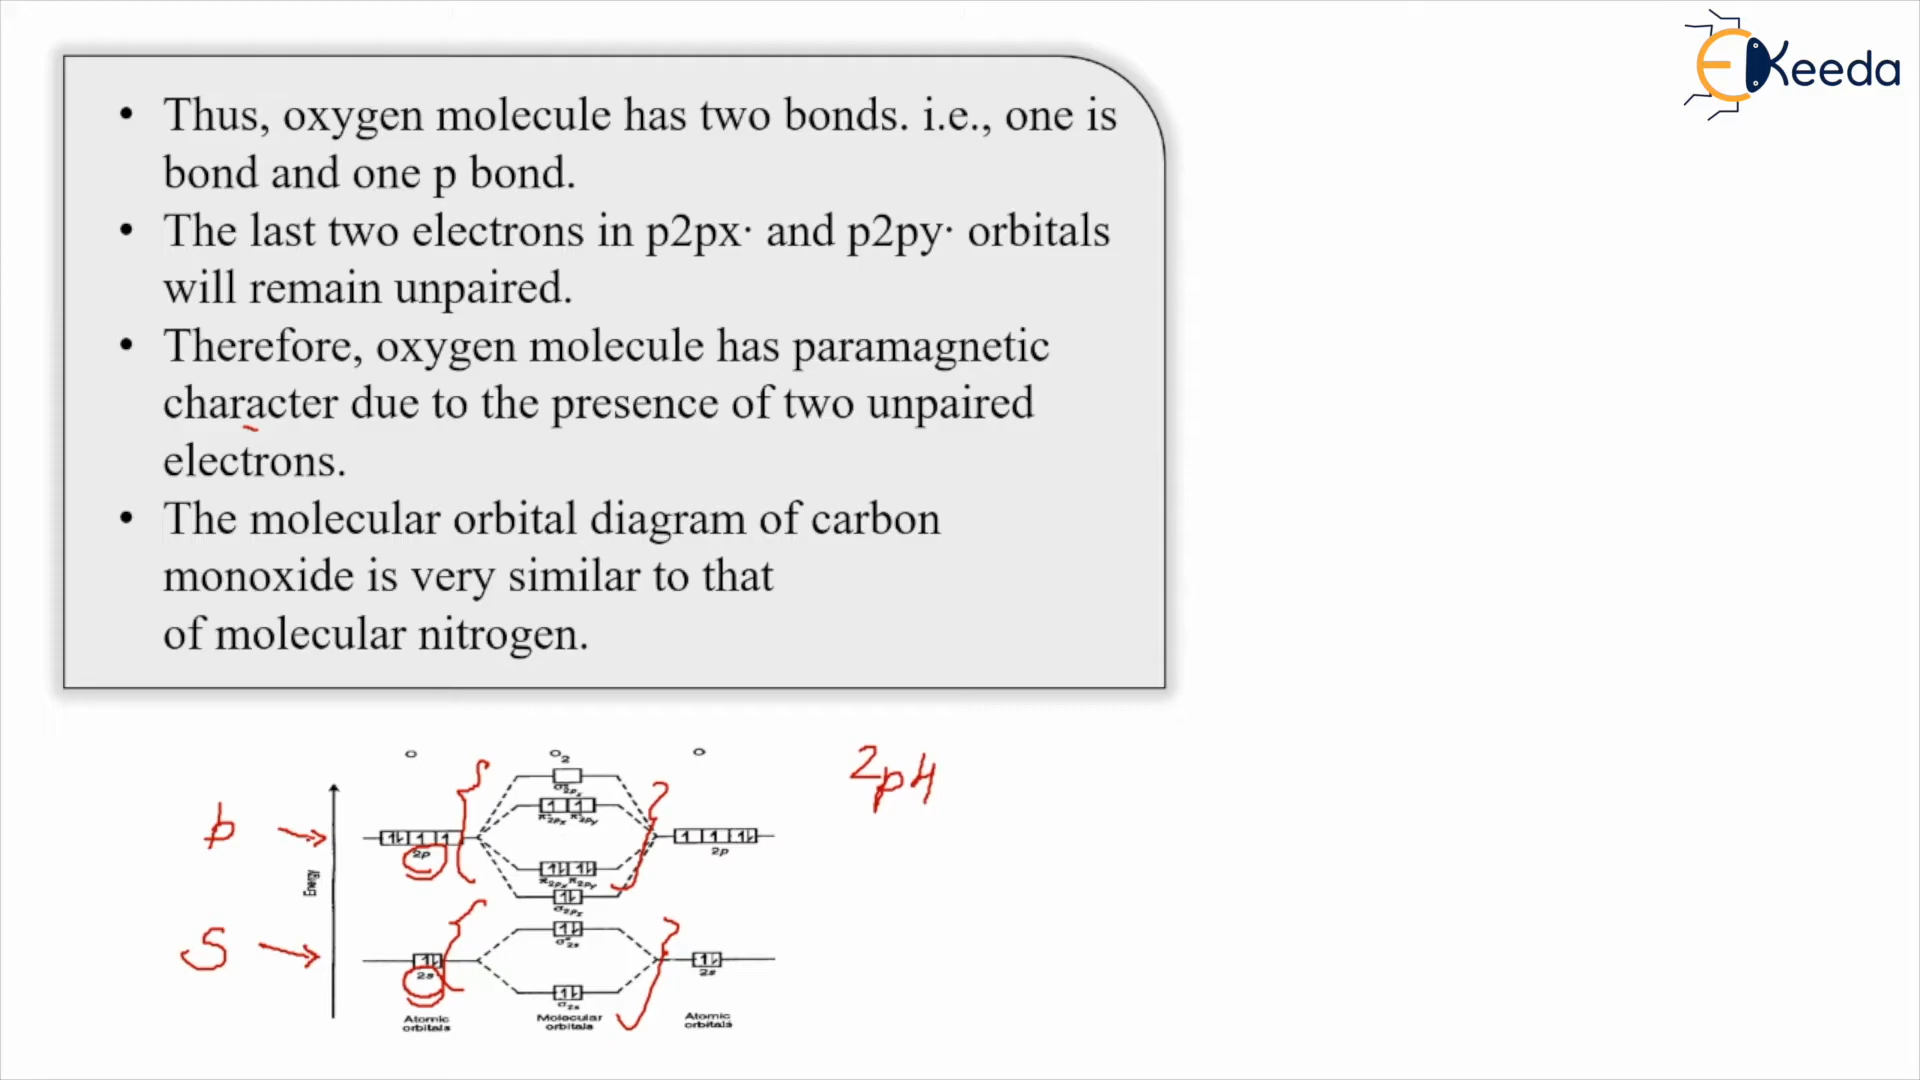 EKeeda
• Thus, oxygen molecule has two bonds. i.e., one is
bond and one p bond.
• The last two electrons in p2px· and p2py· orbitals
will remain unpaired.
• Therefore, oxygen molecule has paramagnetic
character due to the presence of two unpaired
electrons.
• The molecular orbital diagram of carbon
monoxide is very similar to that
of molecular nitrogen.
O O2 O
2p4
2p
2p
p
Energy
S
2s
σ2s
2s
Atomic
orbitals
Molecular
orbitals
Atomic
orbitals